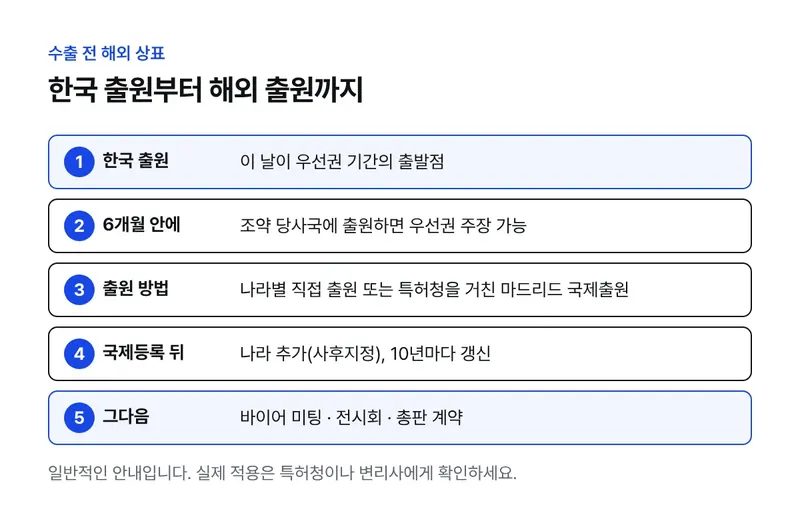 수출 전 해외 상표
한국 출원부터 해외 출원까지
1 한국 출원 이 날이 우선권 기간의 출발점
2 6개월 안에 조약 당사국에 출원하면 우선권 주장 가능
3 출원 방법 나라별 직접 출원 또는 특허청을 거친 마드리드 국제출원
4 국제등록 뒤 나라 추가(사후지정), 10년마다 갱신
5 그다음 바이어 미팅 · 전시회 · 총판 계약
일반적인 안내입니다. 실제 적용은 특허청이나 변리사에게 확인하세요.